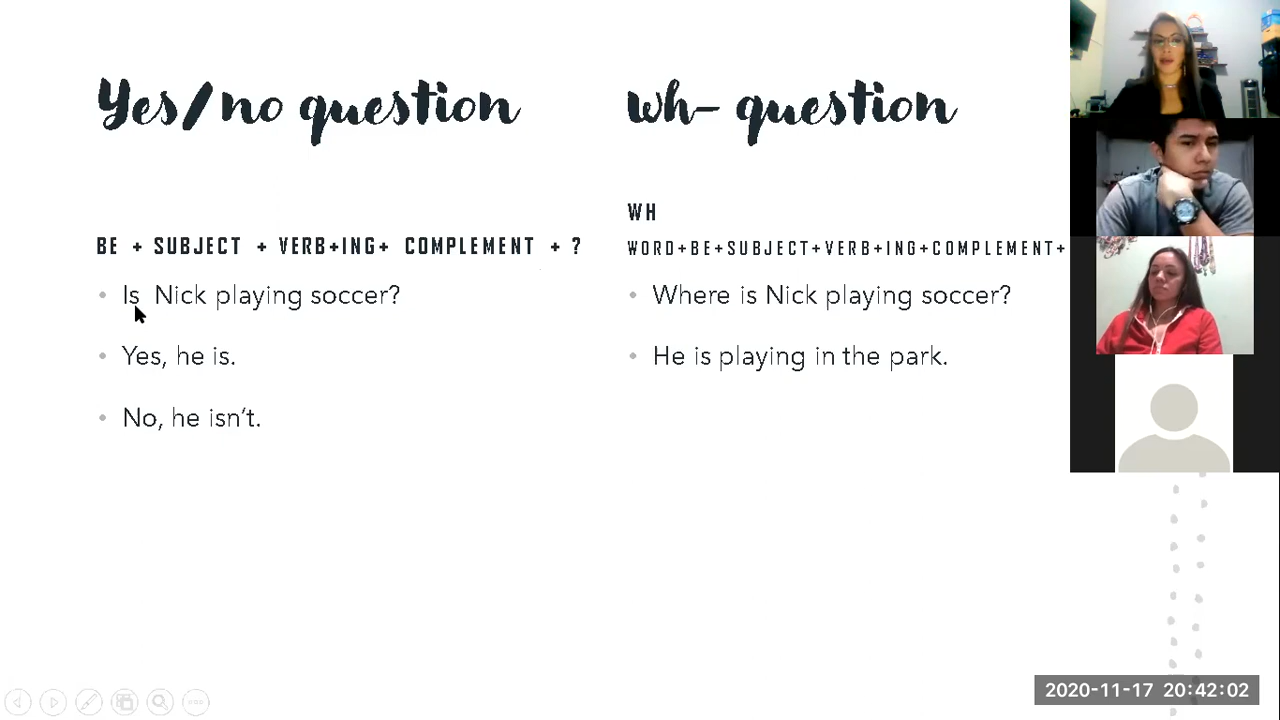 Yes/no question
BE + SUBJECT + VERB+ING+ COMPLEMENT + ?
Is Nick playing soccer?
Yes, he is.
No, he isn't.
wh- question
WH
WORD+BE+SUBJECT+VERB+ING+COMPLEMENT+
Where is Nick playing soccer?
He is playing in the park.
2020-11-17 20:42:02